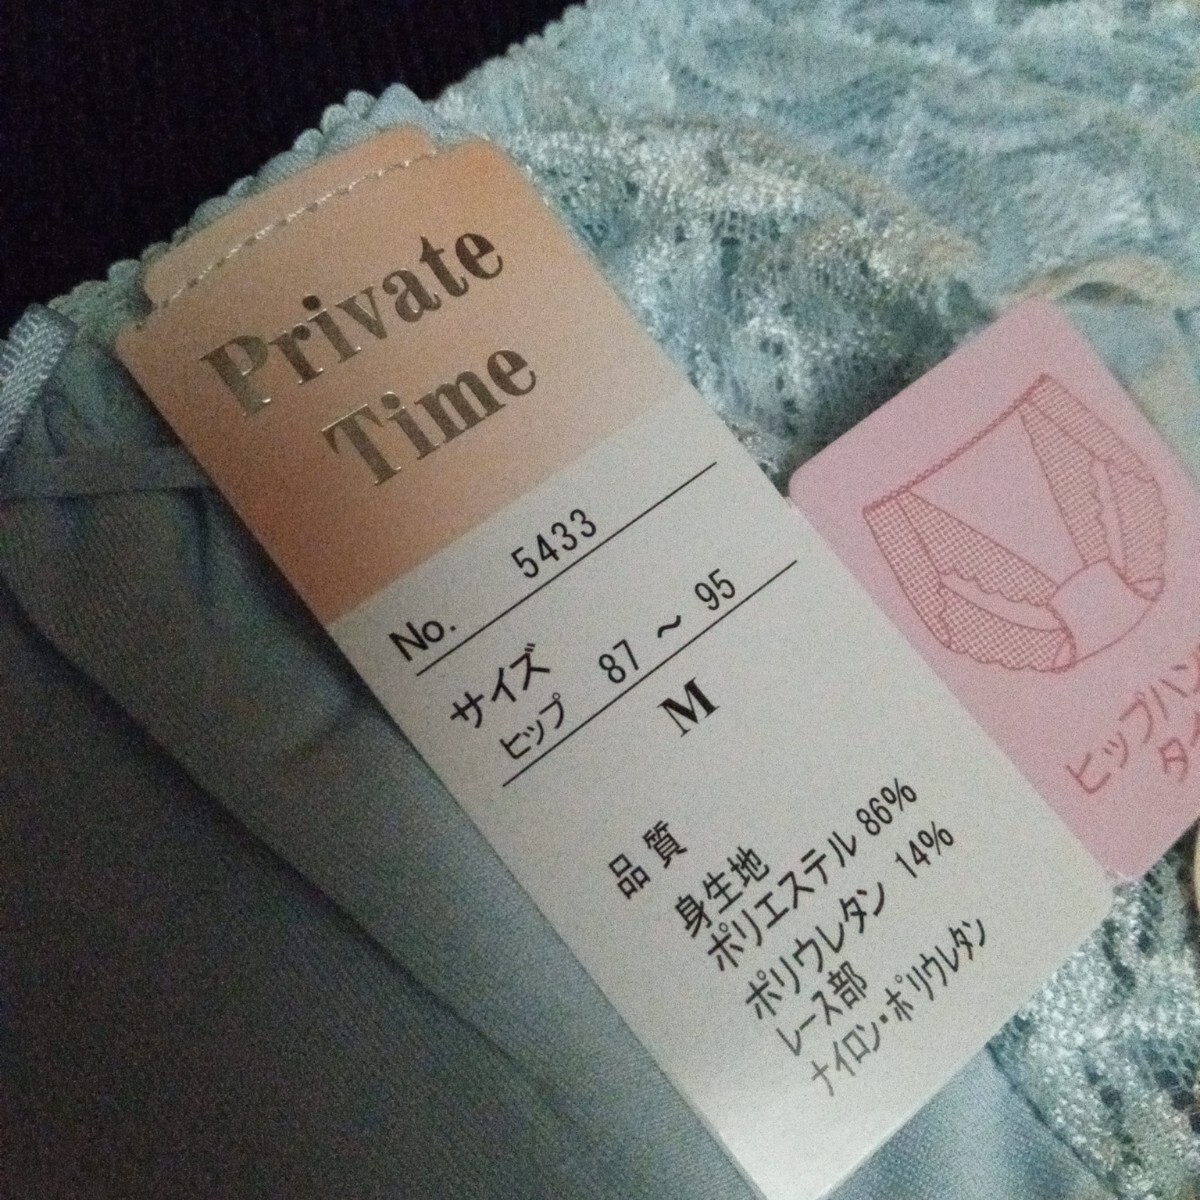 Private
Time
No. 5433
サイズ
ヒップ 87 〜 95
M
品質
身生地
ポリエステル 86%
ポリウレタン 14%
レース部
ナイロン・ポリウレタン
ヒップハン
タ